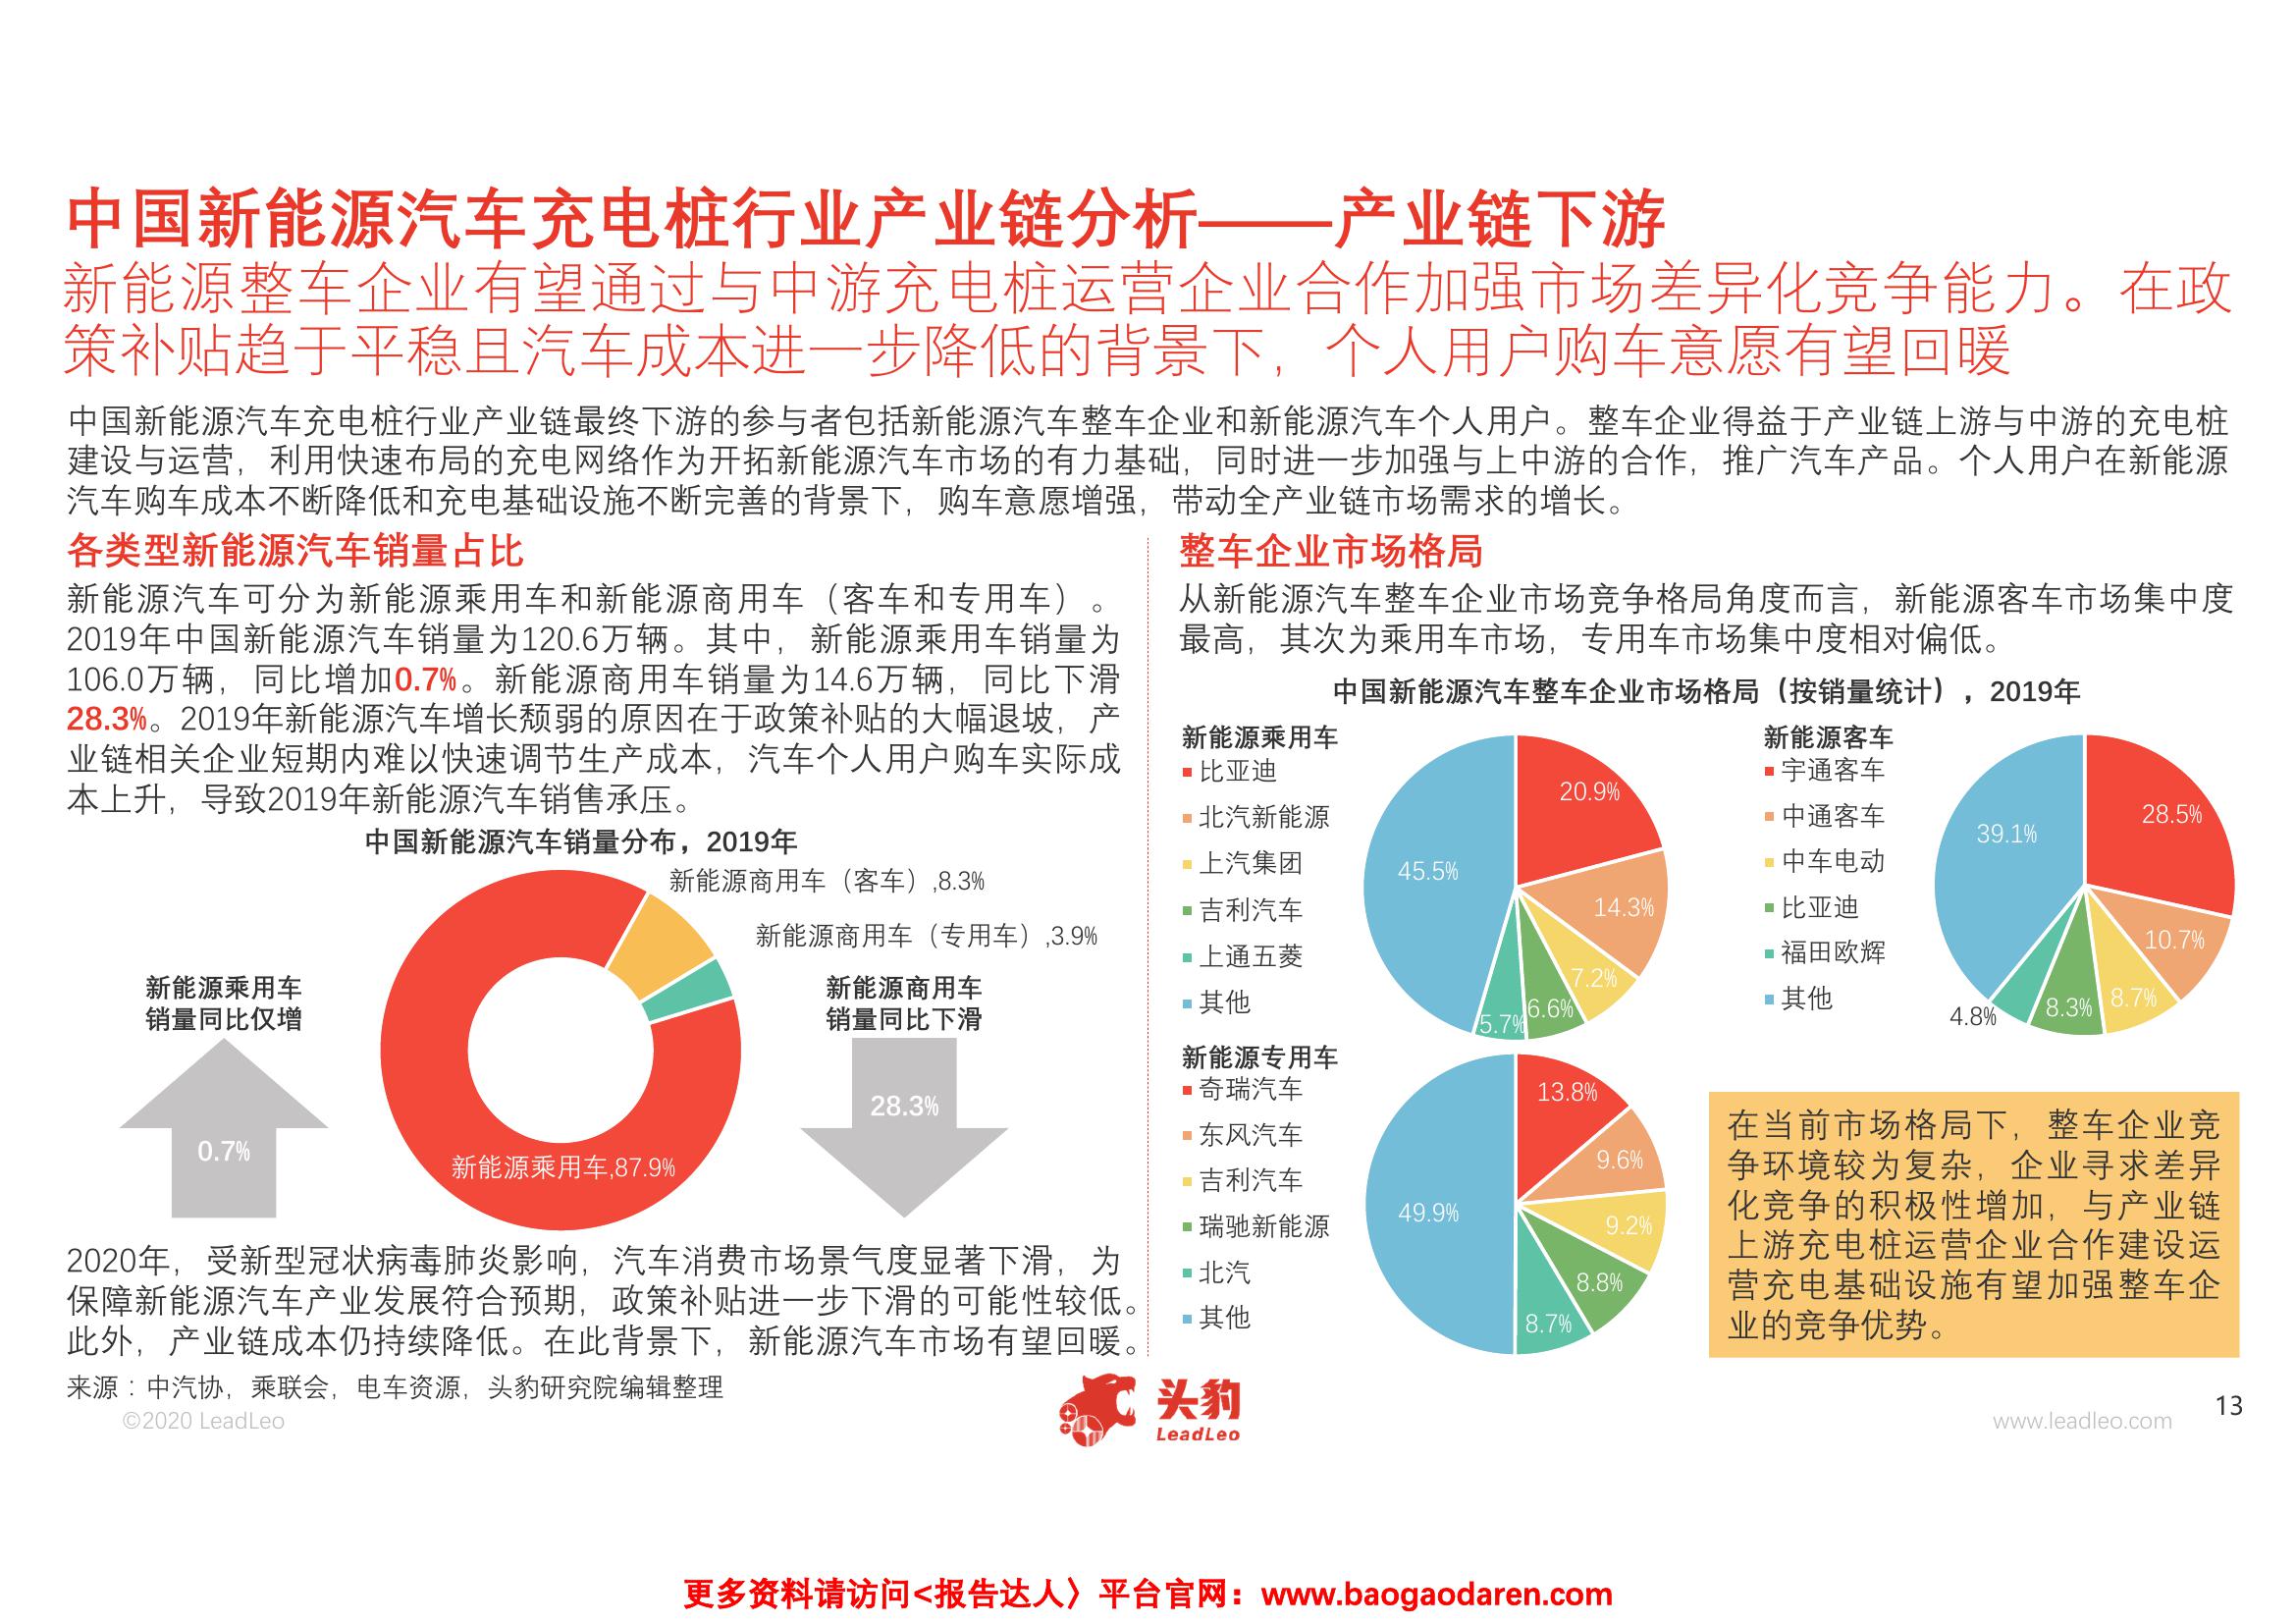 中国新能源汽车充电桩行业产业链分析——产业链下游
新能源整车企业有望通过与中游充电桩运营企业合作加强市场差异化竞争能力。在政
策补贴趋于平稳且汽车成本进一步降低的背景下，个人用户购车意愿有望回暖
中国新能源汽车充电桩行业产业链最终下游的参与者包括新能源汽车整车企业和新能源汽车个人用户。整车企业得益于产业链上游与中游的充电桩
建设与运营，利用快速布局的充电网络作为开拓新能源汽车市场的有力基础，同时进一步加强与上中游的合作，推广汽车产品。个人用户在新能源
汽车购车成本不断降低和充电基础设施不断完善的背景下，购车意愿增强，带动全产业链市场需求的增长。
各类型新能源汽车销量占比
新能源汽车可分为新能源乘用车和新能源商用车（客车和专用车）。
2019年中国新能源汽车销量为120.6万辆。其中，新能源乘用车销量为
106.0万辆，同比增加0.7%。新能源商用车销量为14.6万辆，同比下滑
28.3%。2019年新能源汽车增长颓弱的原因在于政策补贴的大幅退坡，产
业链相关企业短期内难以快速调节生产成本，汽车个人用户购车实际成
本上升，导致2019年新能源汽车销售承压。
中国新能源汽车销量分布，2019年
新能源商用车（客车）,8.3%
新能源商用车（专用车）,3.9%
新能源乘用车
销量同比仅增
0.7%
新能源乘用车,87.9%
新能源商用车
销量同比下滑
28.3%
2020年，受新型冠状病毒肺炎影响，汽车消费市场景气度显著下滑，为
保障新能源汽车产业发展符合预期，政策补贴进一步下滑的可能性较低。
此外，产业链成本仍持续降低。在此背景下，新能源汽车市场有望回暖。
整车企业市场格局
从新能源汽车整车企业市场竞争格局角度而言，新能源客车市场集中度
最高，其次为乘用车市场，专用车市场集中度相对偏低。
中国新能源汽车整车企业市场格局（按销量统计），2019年
新能源乘用车
比亚迪
北汽新能源
上汽集团
吉利汽车
上通五菱
其他
20.9%
14.3%
7.2%
6.6%
5.7%
45.5%
新能源客车
宇通客车
中通客车
中车电动
比亚迪
福田欧辉
其他
28.5%
10.7%
8.7%
8.3%
4.8%
39.1%
新能源专用车
奇瑞汽车
东风汽车
吉利汽车
瑞驰新能源
北汽
其他
13.8%
9.6%
9.2%
8.8%
8.7%
49.9%
在当前市场格局下，整车企业竞
争环境较为复杂，企业寻求差异
化竞争的积极性增加，与产业链
上游充电桩运营企业合作建设运
营充电基础设施有望加强整车企
业的竞争优势。
来源：中汽协，乘联会，电车资源，头豹研究院编辑整理
©2020 LeadLeo
头豹
LeadLeo
www.leadleo.com
13
更多资料请访问<报告达人〉平台官网：www.baogaodaren.com